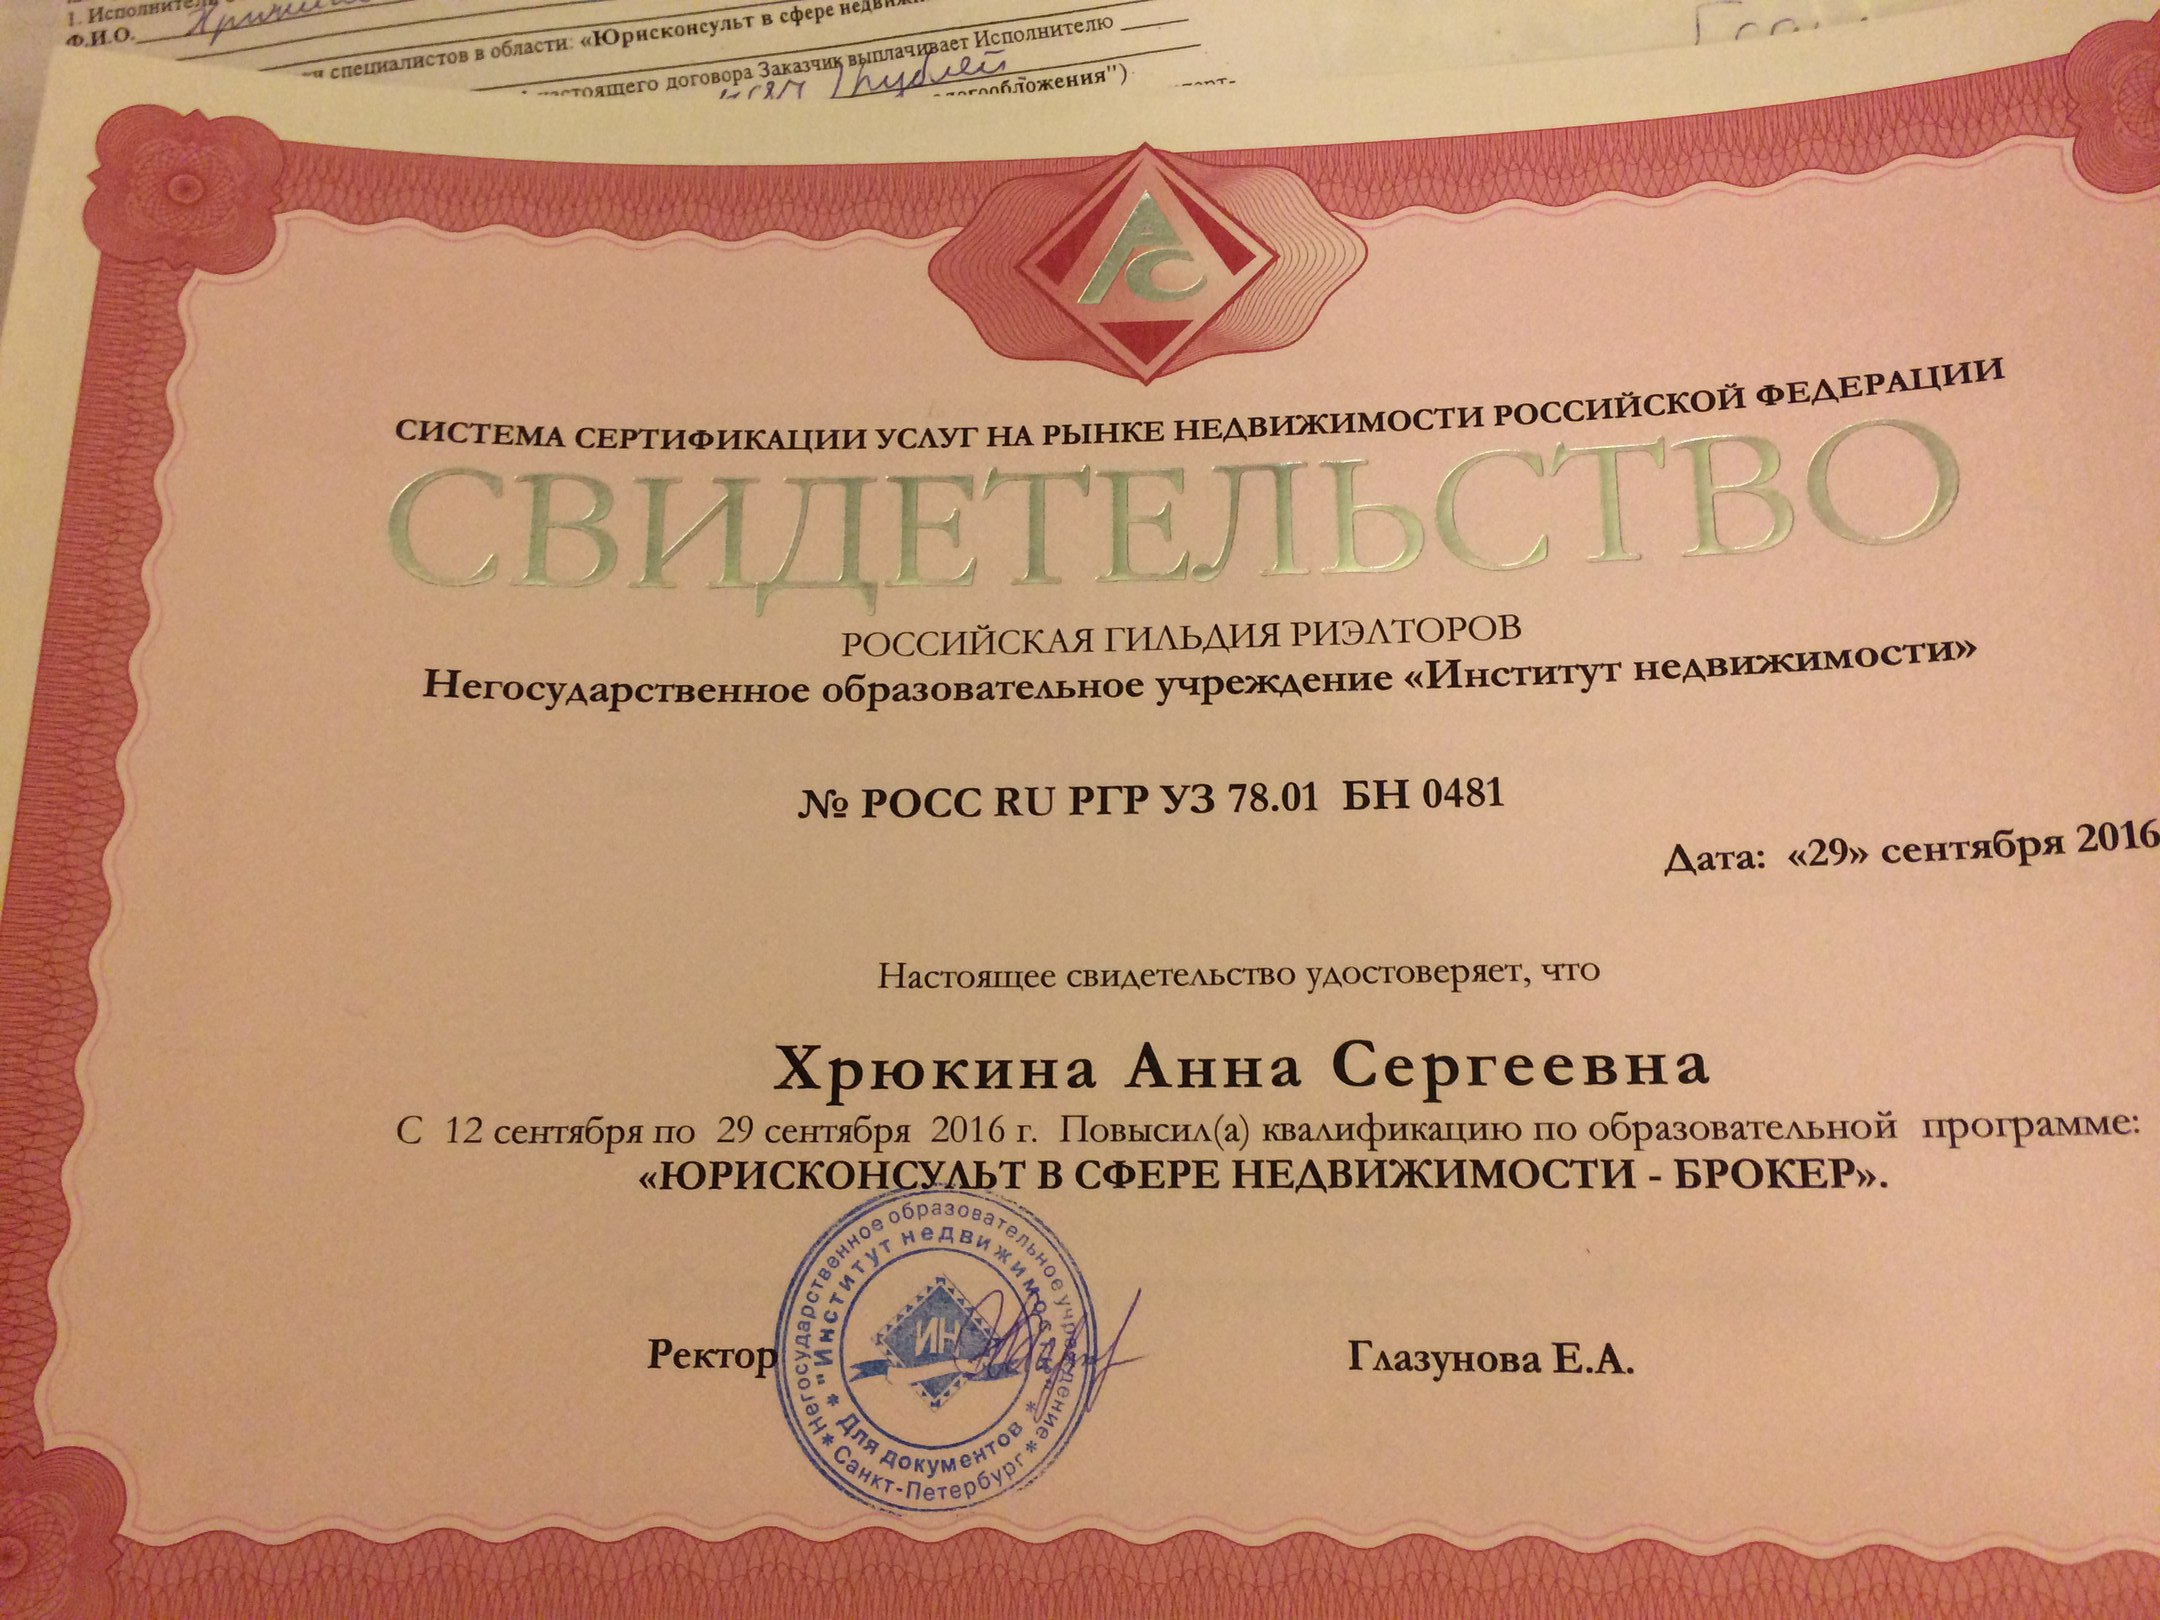 1. Исполнитель
Ф.И.О.
специалистов в области: «Юрисконсульт в сфере
настоящего договора Заказчик выплачивает Исполнителю
рублей
АС
СИСТЕМА СЕРТИФИКАЦИИ УСЛУГ НА РЫНКЕ НЕДВИЖИМОСТИ РОССИЙСКОЙ ФЕДЕРАЦИИ
СВИДЕТЕЛЬСТВО
РОССИЙСКАЯ ГИЛЬДИЯ РИЭЛТОРОВ
Негосударственное образовательное учреждение «Институт недвижимости»
№ РОСС RU РГР УЗ 78.01 БН 0481
Дата: «29» сентября 2016
Настоящее свидетельство удостоверяет, что
Хрюкина Анна Сергеевна
С 12 сентября по 29 сентября 2016 г. Повысил(а) квалификацию по образовательной программе:
«ЮРИСКОНСУЛЬТ В СФЕРЕ НЕДВИЖИМОСТИ - БРОКЕР».
Ректор
Глазунова Е.А.
Негосударственное образовательное учреждение
"Институт недвижимости"
ИН
* Для документов *
* Санкт-Петербург *